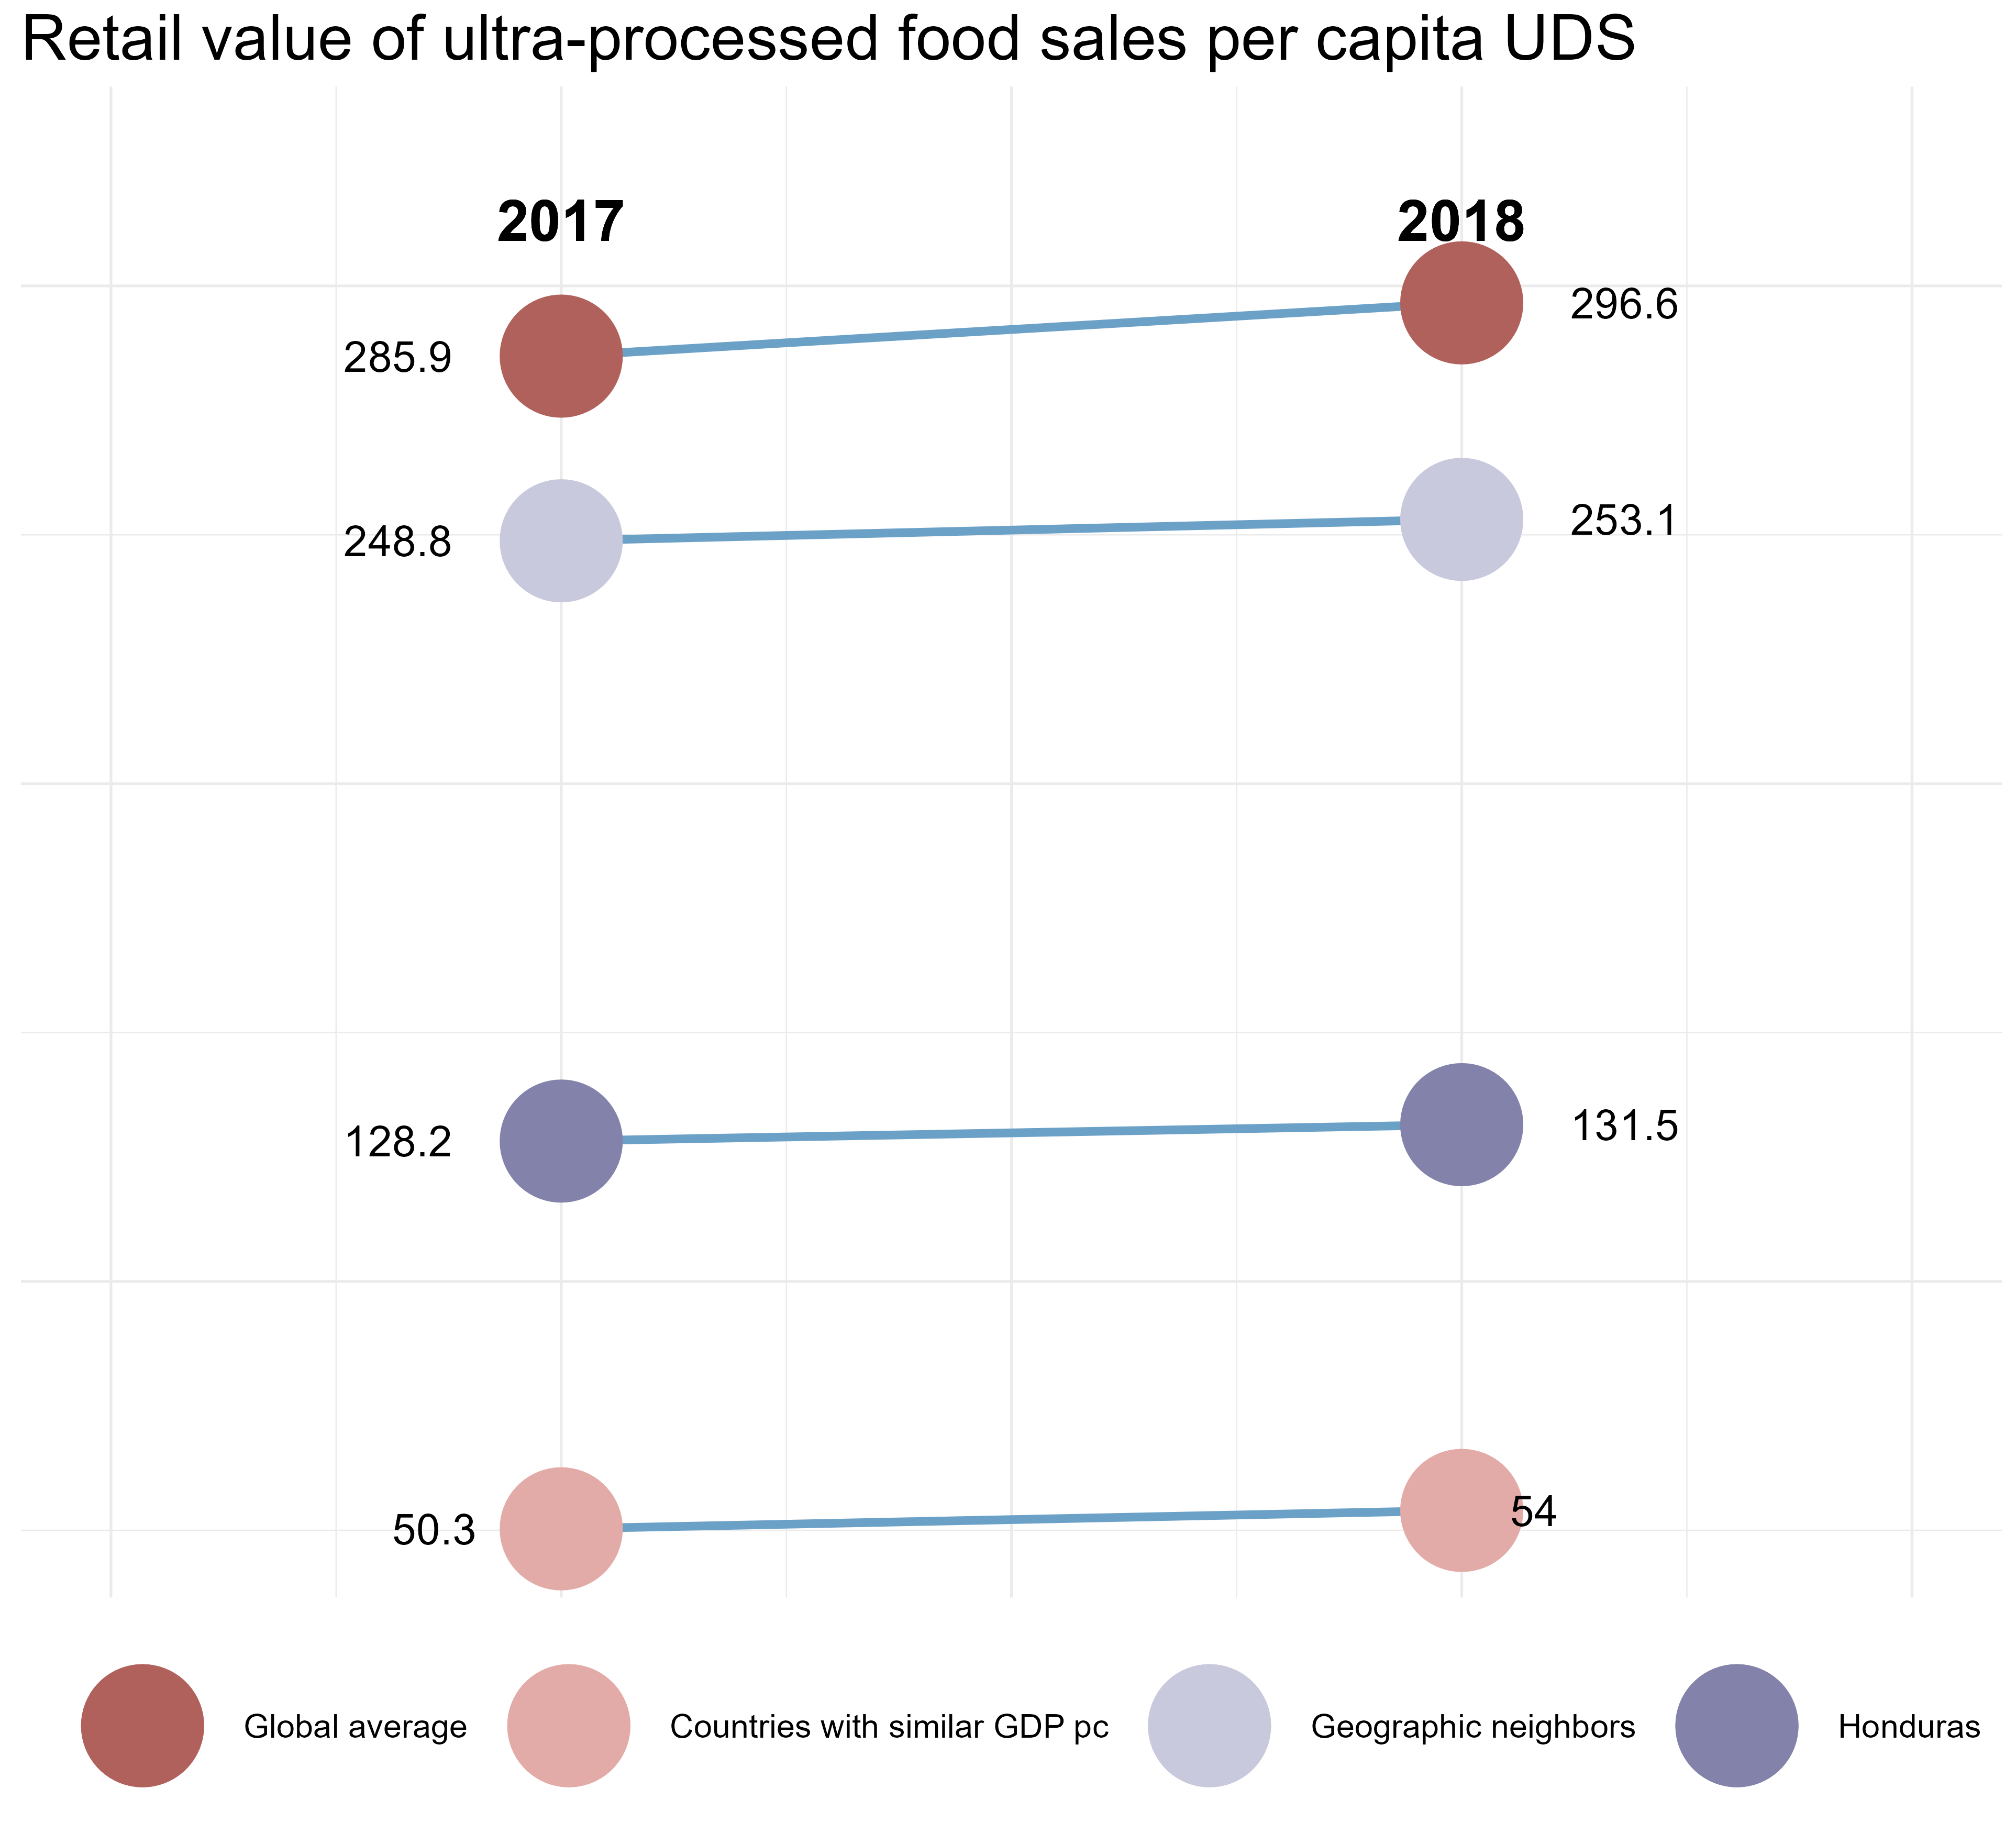 Retail value of ultra-processed food sales per capita UDS
2017 2018
285.9 296.6
248.8 253.1
128.2 131.5
50.3 54
Global average Countries with similar GDP pc Geographic neighbors Honduras